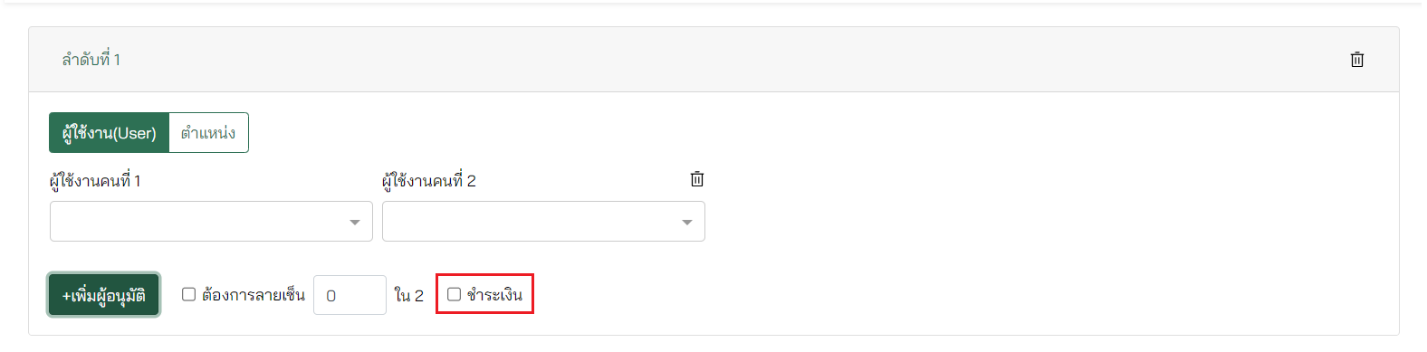 ลำดับที่ 1
ผู้ใช้งาน(User) ตำแหน่ง
ผู้ใช้งานคนที่ 1 ผู้ใช้งานคนที่ 2
+เพิ่มผู้อนุมัติ ต้องการลายเซ็น 0 ใน 2 ชำระเงิน